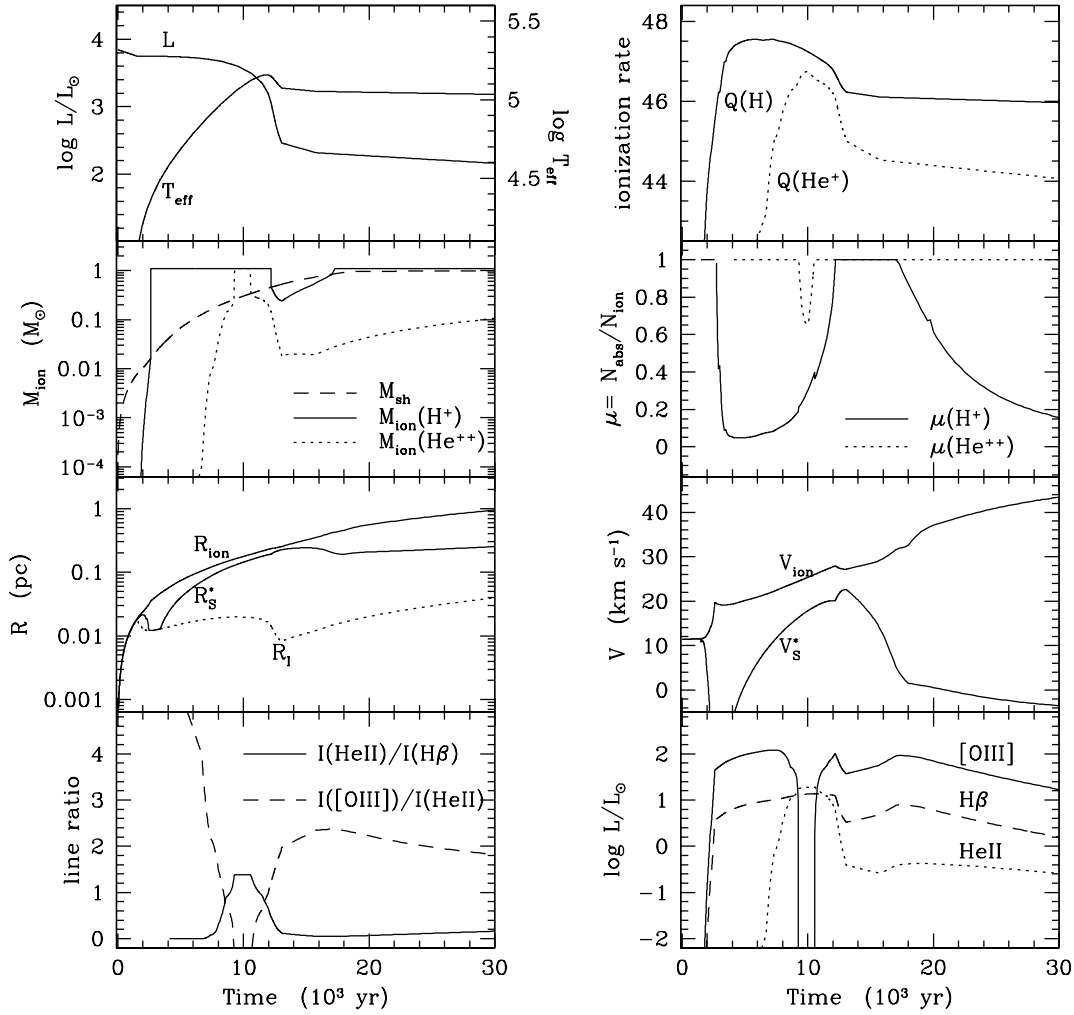 4
3
2
log L/L☉
L
T_eff
5.5
5
4.5
log T_eff
1
0.1
0.01
10⁻³
10⁻⁴
M_ion (M☉)
M_sh
M_ion(H⁺)
M_ion(He⁺⁺)
1
0.1
0.01
0.001
R (pc)
R_ion
R*_S
R_I
4
3
2
1
0
line ratio
I(HeII)/I(Hβ)
I([OIII])/I(HeII)
0 10 20 30
Time (10³ yr)
48
46
44
ionization rate
Q(H)
Q(He⁺)
1
0.8
0.6
0.4
0.2
0
μ= N_abs/N_ion
μ(H⁺)
μ(He⁺⁺)
40
30
20
10
0
V (km s⁻¹)
V_ion
V*_S
2
1
0
−1
−2
log L/L☉
[OIII]
Hβ
HeII
0 10 20 30
Time (10³ yr)